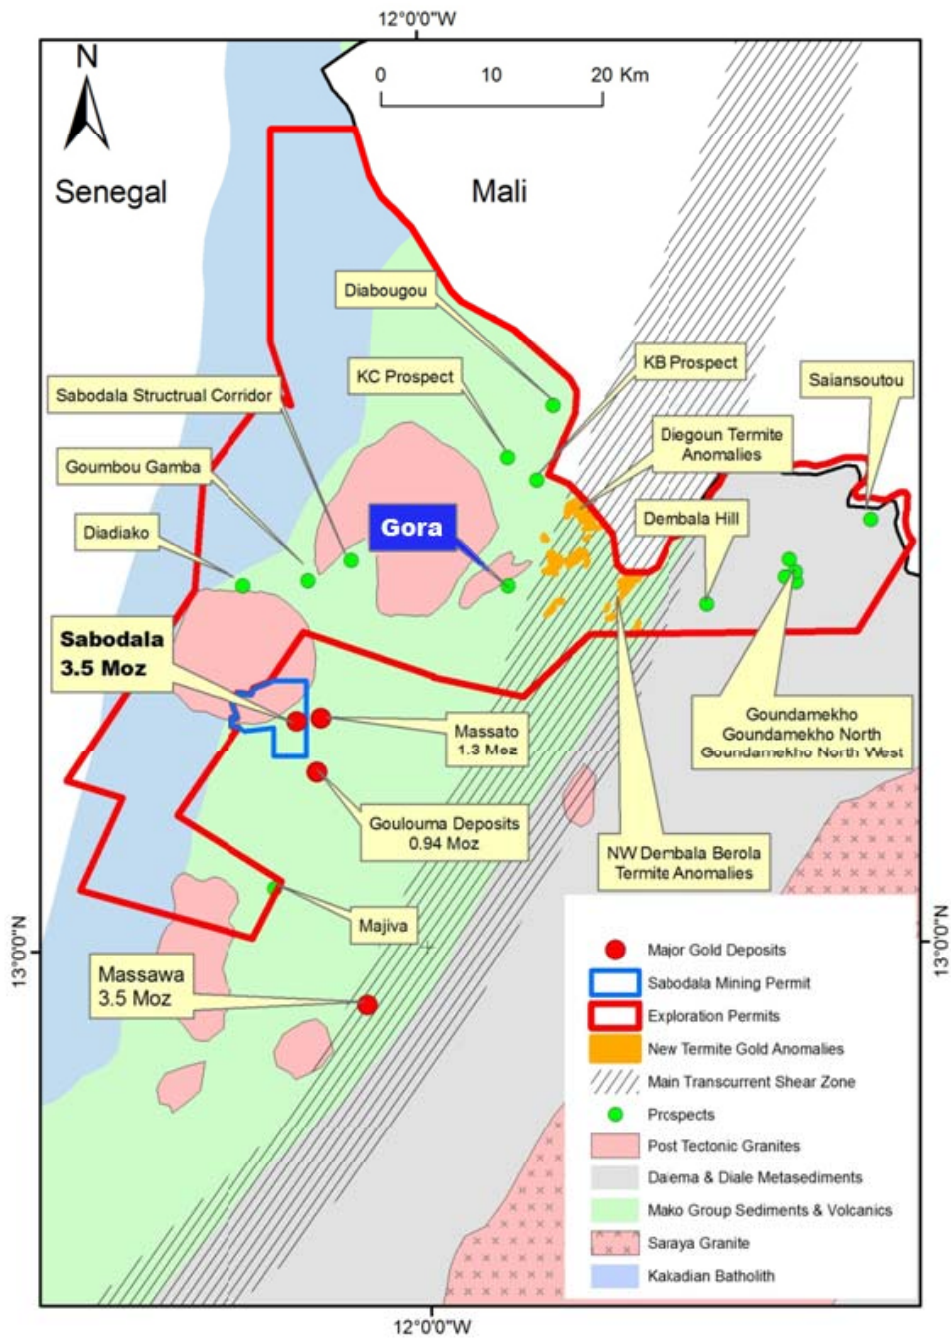 12°0'0"W
N
0 10 20 Km
Senegal
Mali
Diabougou
KC Prospect
KB Prospect
Saiansoutou
Sabodala Structrual Corridor
Diegoun Termite
Anomalies
Goumbou Gamba
Gora
Dembala Hill
Diadiako
Sabodala
3.5 Moz
Massato
1.3 Moz
Goundamekho
Goundamekho North
Goundamekho North West
Goulouma Deposits
0.94 Moz
NW Dembala Berola
Termite Anomalies
Majiva
13°0'0"N
13°0'0"N
Massawa
3.5 Moz
Major Gold Deposits
Sabodala Mining Permit
Exploration Permits
New Termite Gold Anomalies
Main Transcurrent Shear Zone
Prospects
Post Tectonic Granites
Dalema & Diale Metasediments
Mako Group Sediments & Volcanics
Saraya Granite
Kakadian Batholith
12°0'0"W